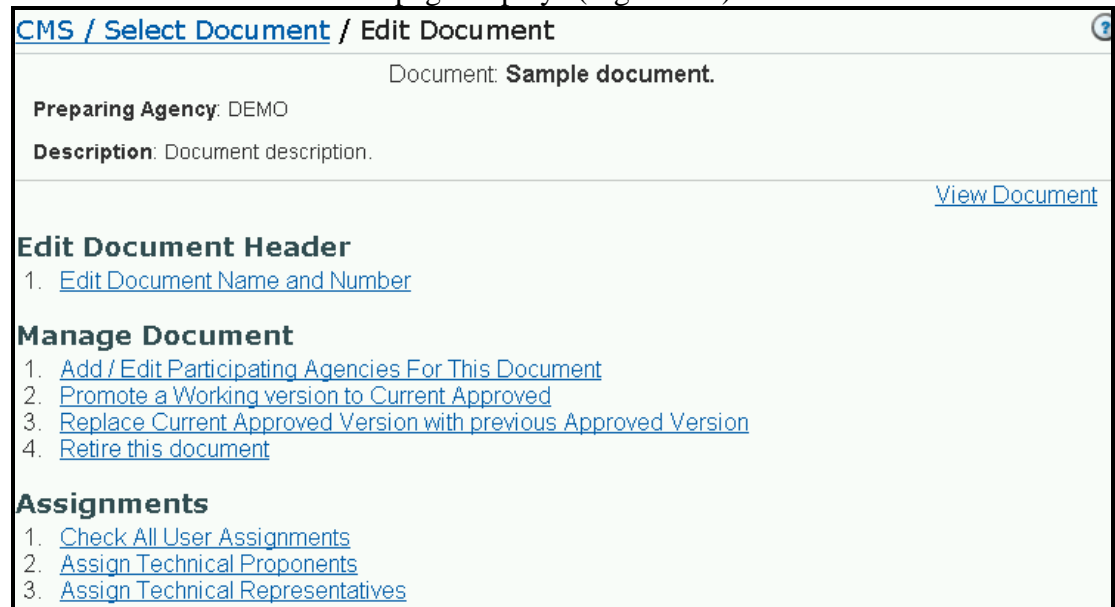 CMS / Select Document / Edit Document
Document: Sample document.
Preparing Agency: DEMO
Description: Document description.
View Document
Edit Document Header
1. Edit Document Name and Number
Manage Document
1. Add / Edit Participating Agencies For This Document
2. Promote a Working version to Current Approved
3. Replace Current Approved Version with previous Approved Version
4. Retire this document
Assignments
1. Check All User Assignments
2. Assign Technical Proponents
3. Assign Technical Representatives